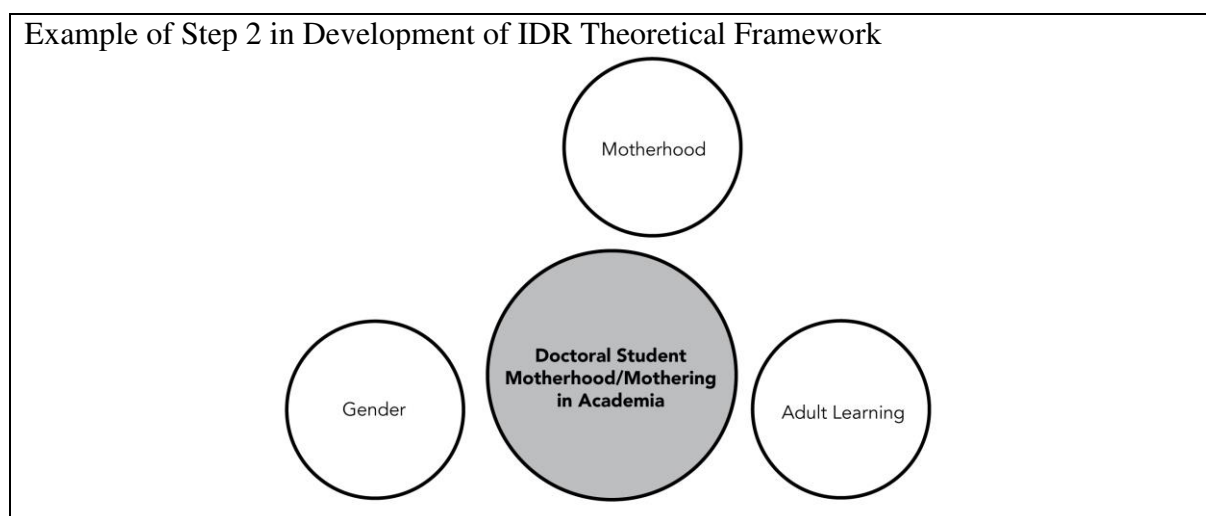 Example of Step 2 in Development of IDR Theoretical Framework
Motherhood
Doctoral Student
Motherhood/Mothering
in Academia
Gender
Adult Learning